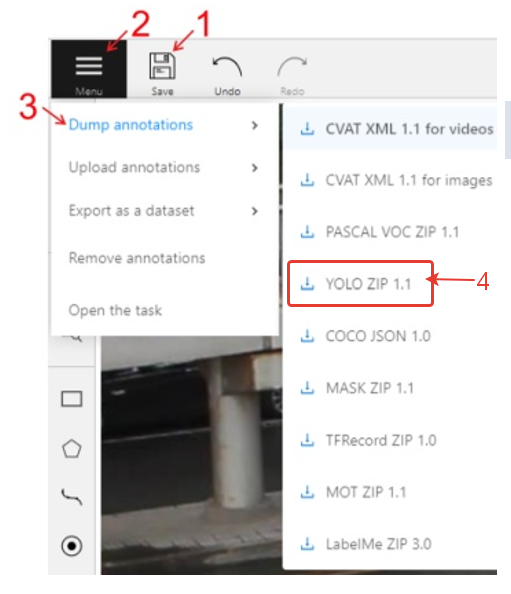 2
1
Menu
Save
Undo
Redo
3
Dump annotations
Upload annotations
Export as a dataset
Remove annotations
Open the task
CVAT XML 1.1 for videos
CVAT XML 1.1 for images
PASCAL VOC ZIP 1.1
YOLO ZIP 1.1
4
COCO JSON 1.0
MASK ZIP 1.1
TFRecord ZIP 1.0
MOT ZIP 1.1
LabelMe ZIP 3.0